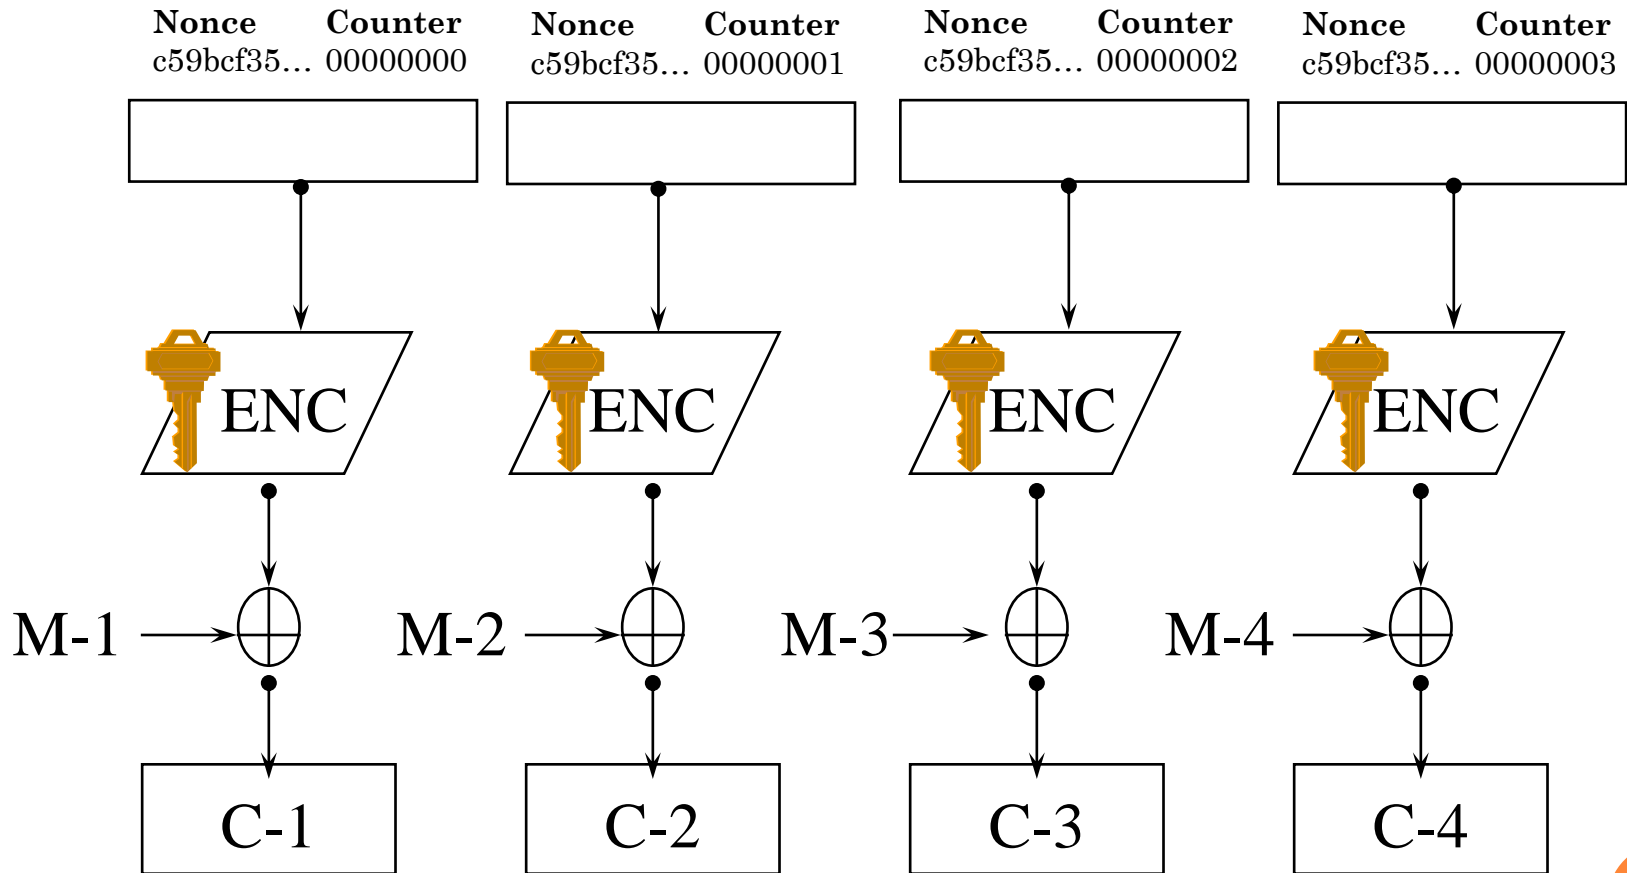 Nonce Counter Nonce Counter Nonce Counter Nonce Counter
c59bcf35... 00000000 c59bcf35... 00000001 c59bcf35... 00000002 c59bcf35... 00000003
ENC ENC ENC ENC
M-1 M-2 M-3 M-4
C-1 C-2 C-3 C-4